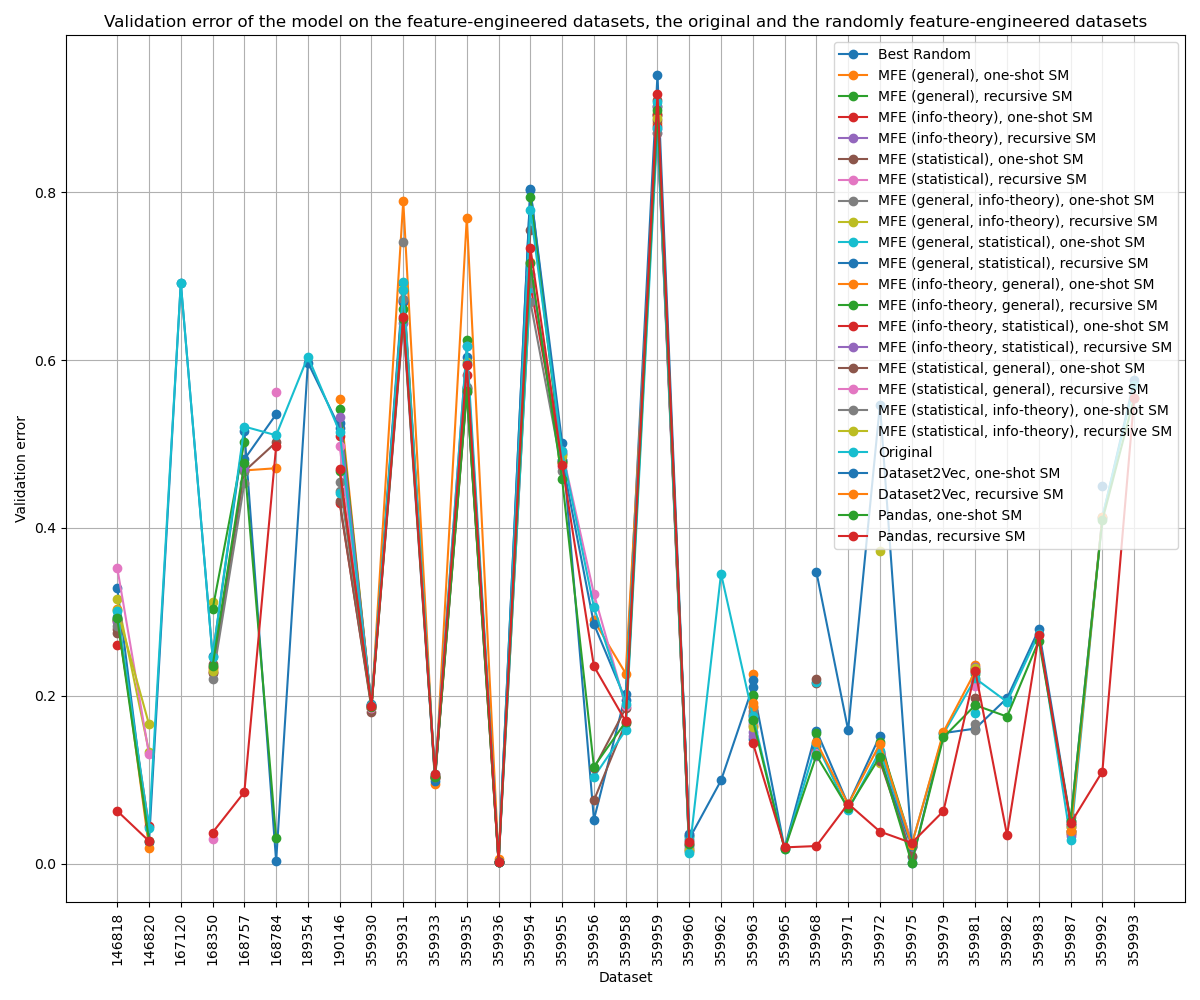 Validation error of the model on the feature-engineered datasets, the original and the randomly feature-engineered datasets
Best Random
MFE (general), one-shot SM
MFE (general), recursive SM
MFE (info-theory), one-shot SM
MFE (info-theory), recursive SM
MFE (statistical), one-shot SM
MFE (statistical), recursive SM
MFE (general, info-theory), one-shot SM
MFE (general, info-theory), recursive SM
MFE (general, statistical), one-shot SM
MFE (general, statistical), recursive SM
MFE (info-theory, general), one-shot SM
MFE (info-theory, general), recursive SM
MFE (info-theory, statistical), one-shot SM
MFE (info-theory, statistical), recursive SM
MFE (statistical, general), one-shot SM
MFE (statistical, general), recursive SM
MFE (statistical, info-theory), one-shot SM
MFE (statistical, info-theory), recursive SM
Original
Dataset2Vec, one-shot SM
Dataset2Vec, recursive SM
Pandas, one-shot SM
Pandas, recursive SM
Validation error
0.8
0.6
0.4
0.2
0.0
146818
146820
167120
168350
168757
168784
189354
190146
359930
359931
359933
359935
359936
359954
359955
359956
359958
359959
359960
359962
359963
359965
359968
359971
359972
359975
359979
359981
359982
359983
359987
359992
359993
Dataset